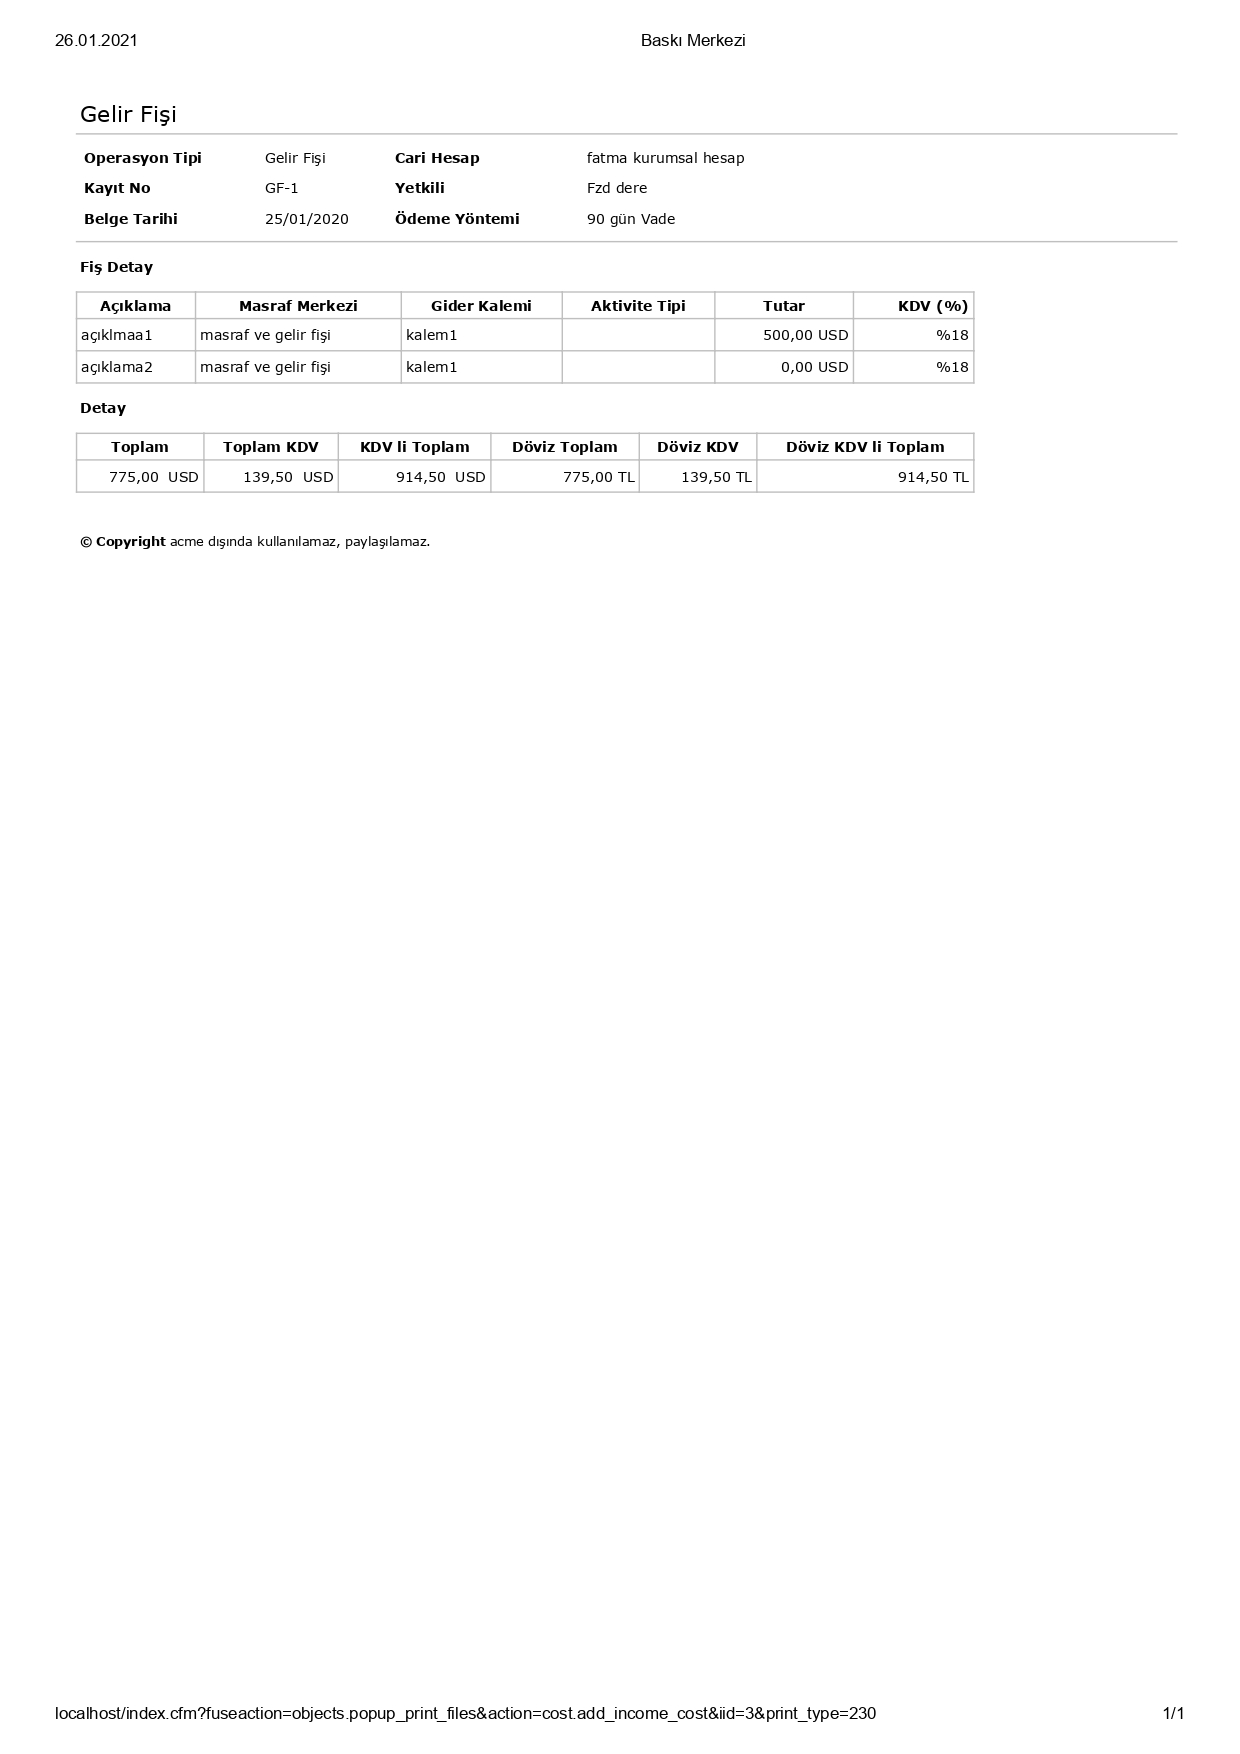 26.01.2021 Baskı Merkezi
Gelir Fişi
Operasyon Tipi Gelir Fişi Cari Hesap fatma kurumsal hesap
Kayıt No GF-1 Yetkili Fzd dere
Belge Tarihi 25/01/2020 Ödeme Yöntemi 90 gün Vade
Fiş Detay
Açıklama Masraf Merkezi Gider Kalemi Aktivite Tipi Tutar KDV (%)
açıklmaa1 masraf ve gelir fişi kalem1 500,00 USD %18
açıklama2 masraf ve gelir fişi kalem1 0,00 USD %18
Detay
Toplam Toplam KDV KDV li Toplam Döviz Toplam Döviz KDV Döviz KDV li Toplam
775,00 USD 139,50 USD 914,50 USD 775,00 TL 139,50 TL 914,50 TL
© Copyright acme dışında kullanılamaz, paylaşılamaz.
localhost/index.cfm?fuseaction=objects.popup_print_files&action=cost.add_income_cost&iid=3&print_type=230 1/1